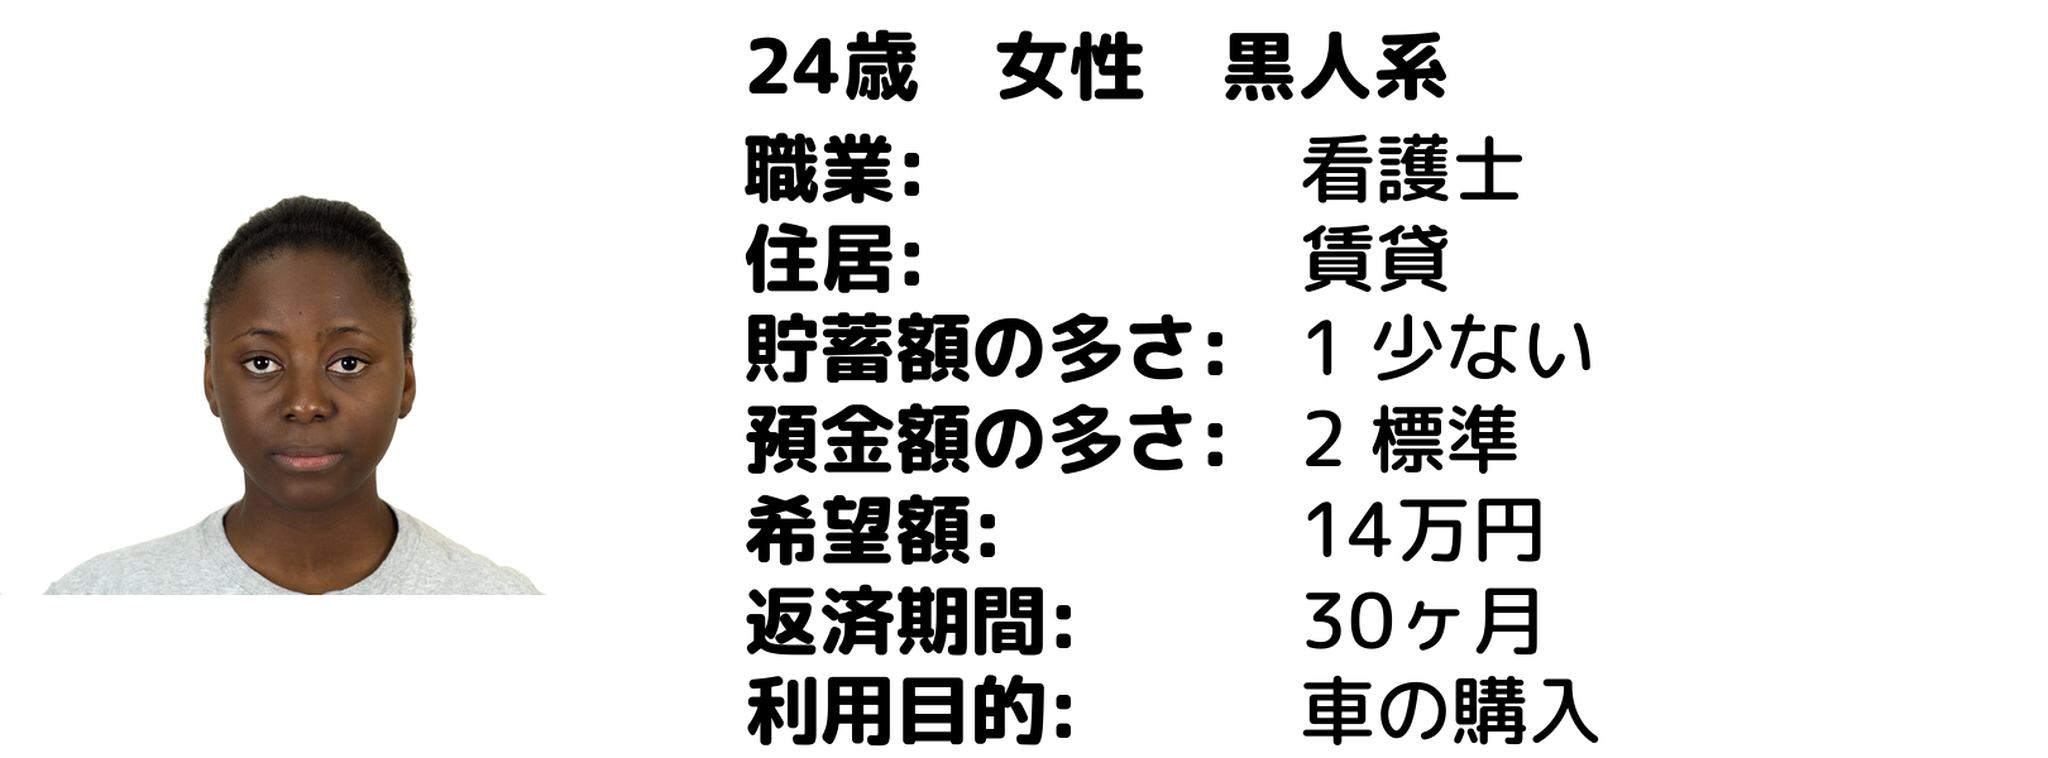 24歳　女性　黒人系
職業: 看護士
住居: 賃貸
貯蓄額の多さ: 1 少ない
預金額の多さ: 2 標準
希望額: 14万円
返済期間: 30ヶ月
利用目的: 車の購入